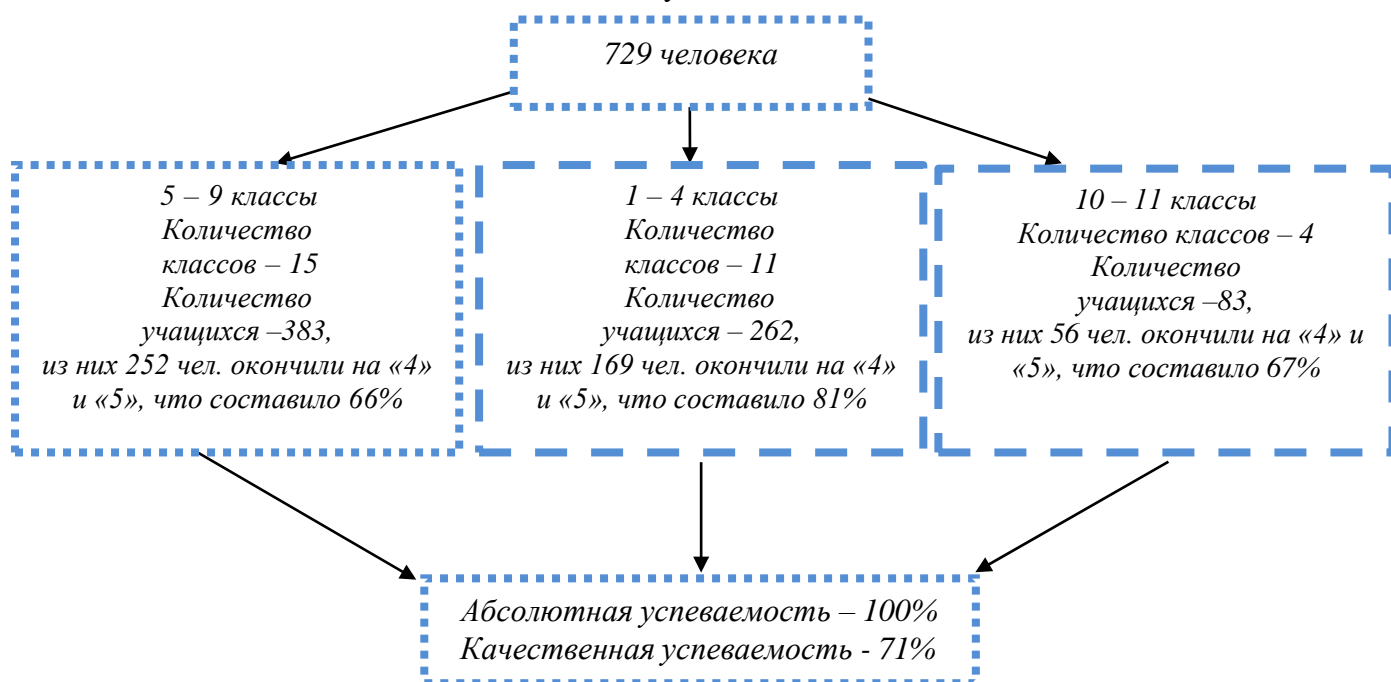 729 человека
5 – 9 классы
Количество
классов – 15
Количество
учащихся –383,
из них 252 чел. окончили на «4»
и «5», что составило 66%
1 – 4 классы
Количество
классов – 11
Количество
учащихся – 262,
из них 169 чел. окончили на «4»
и «5», что составило 81%
10 – 11 классы
Количество классов – 4
Количество
учащихся –83,
из них 56 чел. окончили на «4» и
«5», что составило 67%
Абсолютная успеваемость – 100%
Качественная успеваемость - 71%